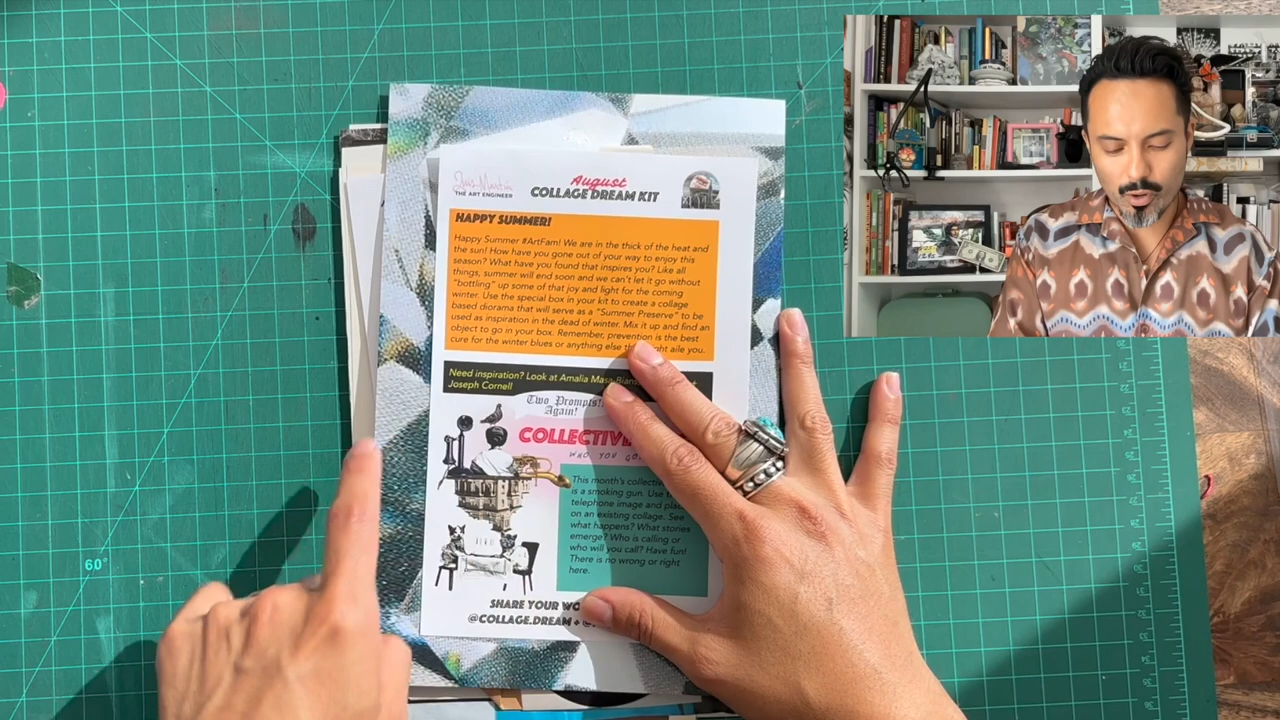 August
THE ART ENGINEER
COLLAGE DREAM KIT
HAPPY SUMMER!
Happy Summer #ArtFam! We are in the thick of the heat and
the sun! How have you gone out of your way to enjoy this
season? What have you found that inspires you? Like all
things, summer will end soon and we can't let it go without
"bottling" up some of that joy and light for the coming
winter. Use the special box in your kit to create a collage
based diorama that will serve as a "Summer Preserve" to be
used as inspiration in the dead of winter. Mix it up and find an
object to go in your box. Remember, prevention is the best
cure for the winter blues or anything else aile you.
Need inspiration? Look at Amalia
Joseph Cornell
Two Prompts!
Again!
COLLECTIVE
WHO YOU
This month's
is a smoking gun. Use
telephone image and
on an existing collage. See
what happens? What stories
emerge? Who is calling or
who will you call? Have fun!
There is no wrong or right
here.
SHARE YOUR
@COLLAGE.DREAM +
60°